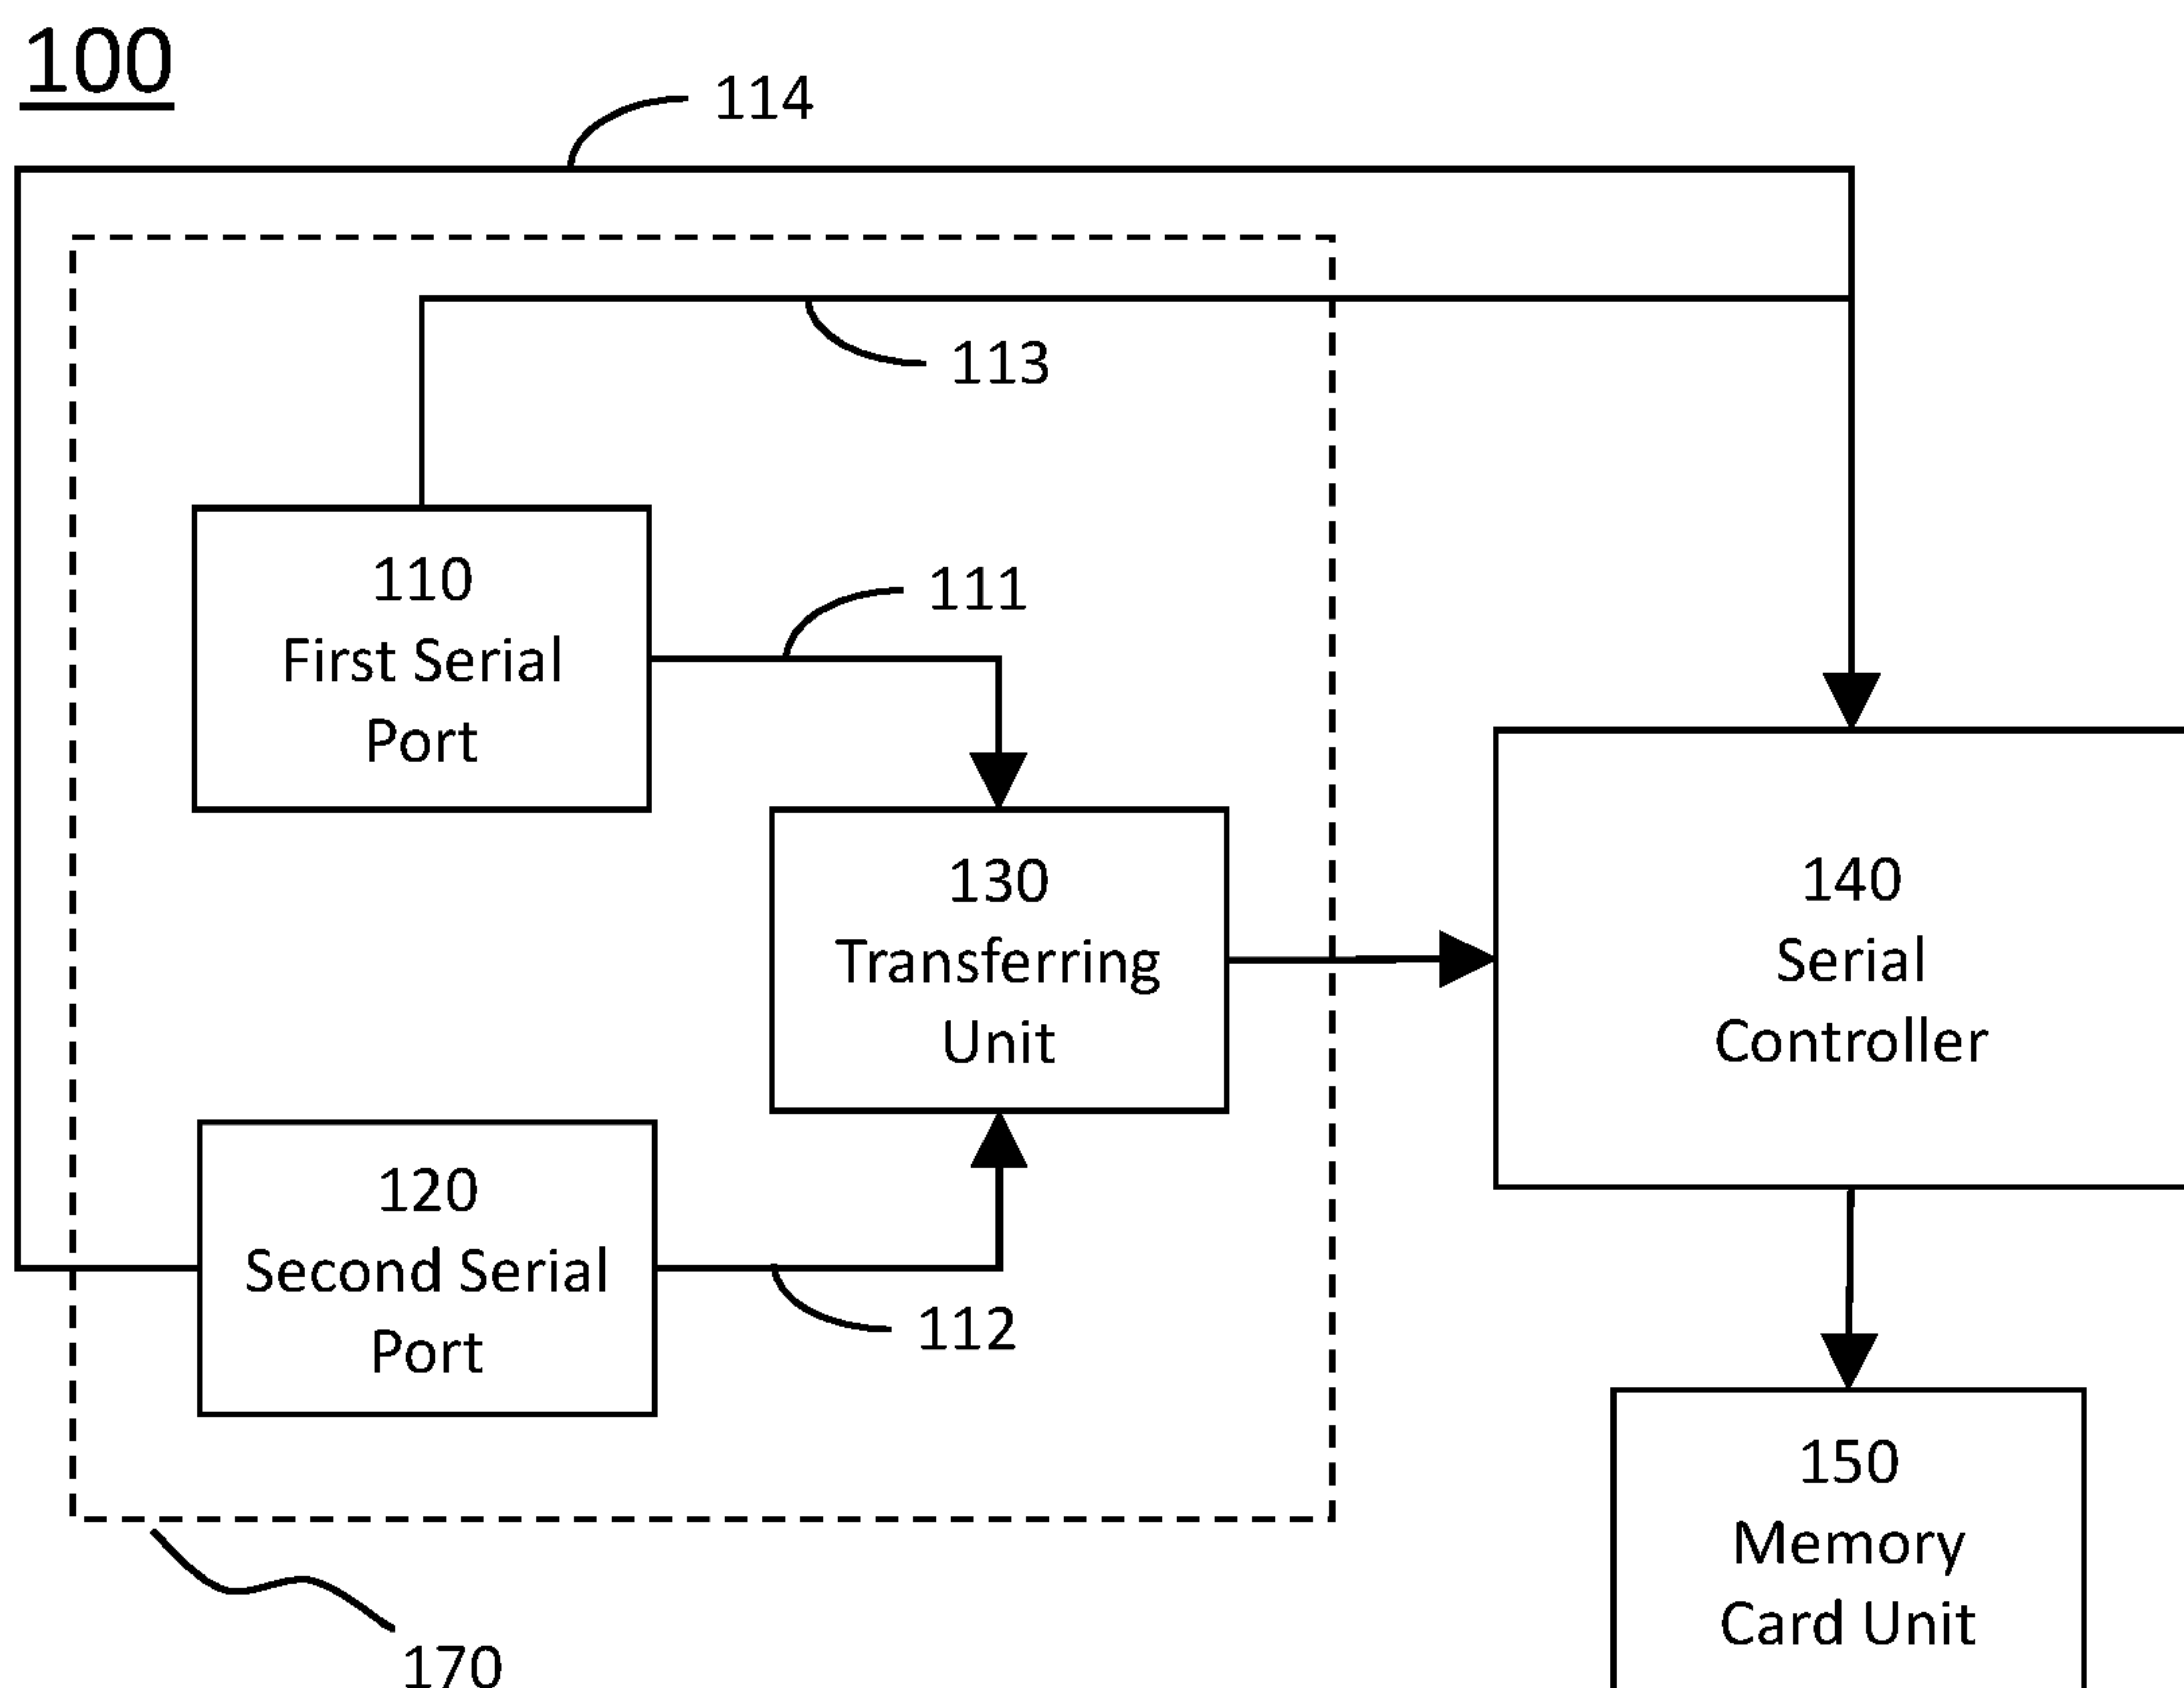 100
114
113
110
First Serial
Port
111
130
Transferring
Unit
140
Serial
Controller
120
Second Serial
Port
112
150
Memory
Card Unit
170